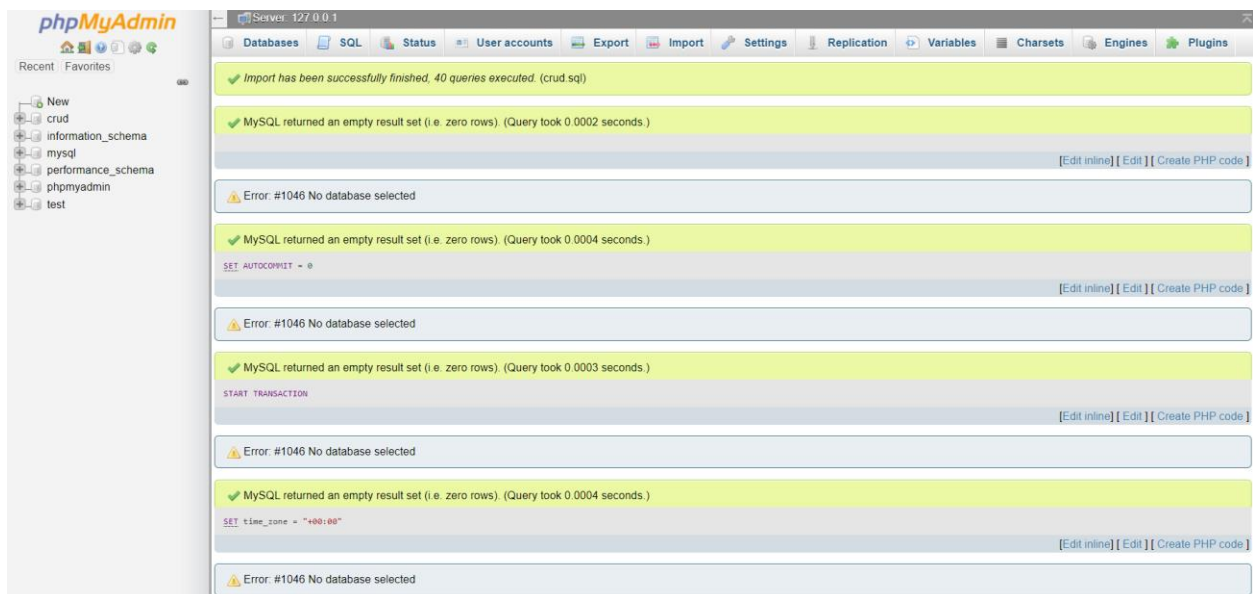 phpMyAdmin
Recent Favorites
New
crud
information_schema
mysql
performance_schema
phpmyadmin
test
Server: 127.0.0.1
Databases SQL Status User accounts Export Import Settings Replication Variables Charsets Engines Plugins
Import has been successfully finished, 40 queries executed. (crud.sql)
MySQL returned an empty result set (i.e. zero rows). (Query took 0.0002 seconds.)
[Edit inline] [ Edit ] [ Create PHP code ]
Error: #1046 No database selected
MySQL returned an empty result set (i.e. zero rows). (Query took 0.0004 seconds.)
SET AUTOCOMMIT = 0
[Edit inline] [ Edit ] [ Create PHP code ]
Error: #1046 No database selected
MySQL returned an empty result set (i.e. zero rows). (Query took 0.0003 seconds.)
START TRANSACTION
[Edit inline] [ Edit ] [ Create PHP code ]
Error: #1046 No database selected
MySQL returned an empty result set (i.e. zero rows). (Query took 0.0004 seconds.)
SET time_zone = "+00:00"
[Edit inline] [ Edit ] [ Create PHP code ]
Error: #1046 No database selected